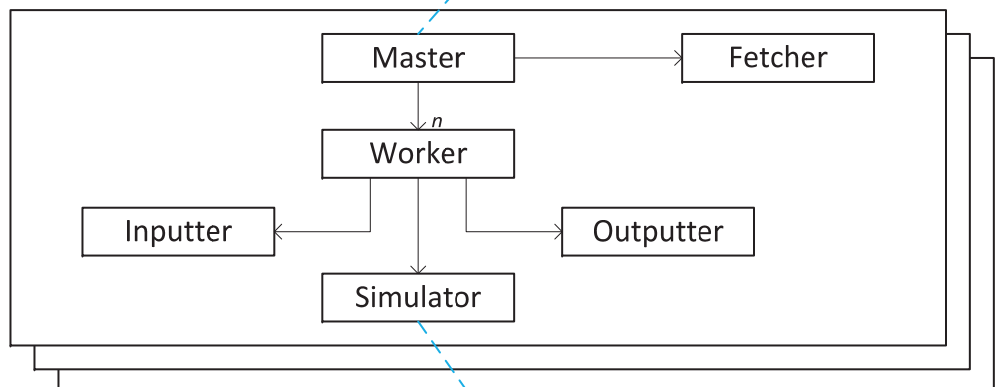 Master
Fetcher
n
Worker
Inputter
Outputter
Simulator